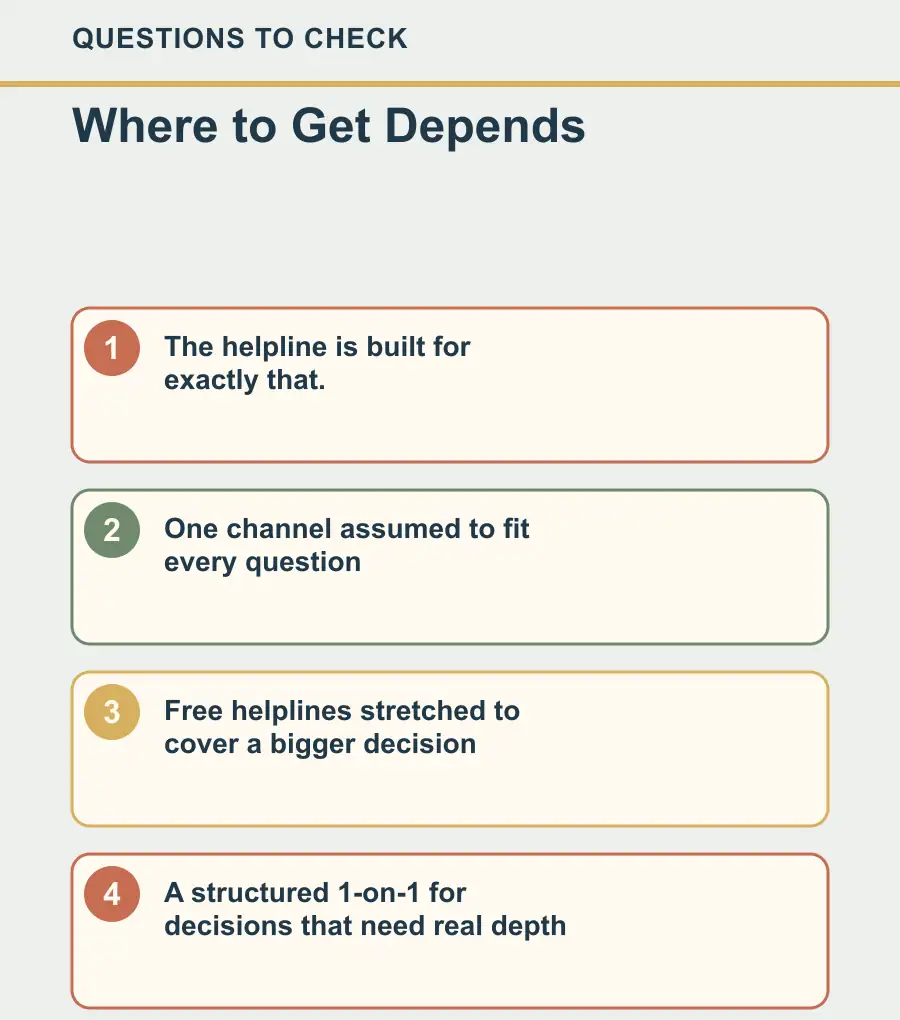 QUESTIONS TO CHECK
Where to Get Depends
1
The helpline is built for
exactly that.
2
One channel assumed to fit
every question
3
Free helplines stretched to
cover a bigger decision
4
A structured 1-on-1 for
decisions that need real depth